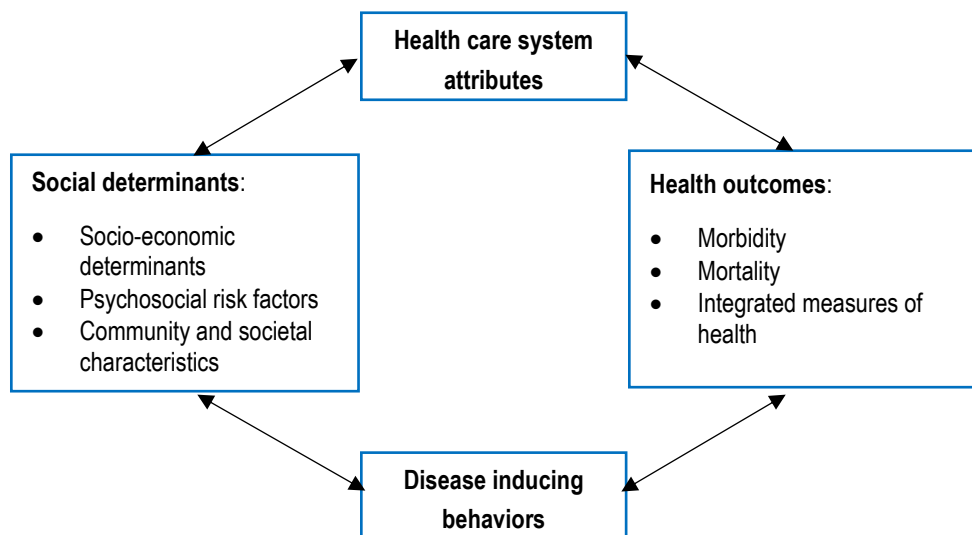 Health care system
attributes
Social determinants:
• Socio-economic
determinants
• Psychosocial risk factors
• Community and societal
characteristics
Health outcomes:
• Morbidity
• Mortality
• Integrated measures of
health
Disease inducing
behaviors